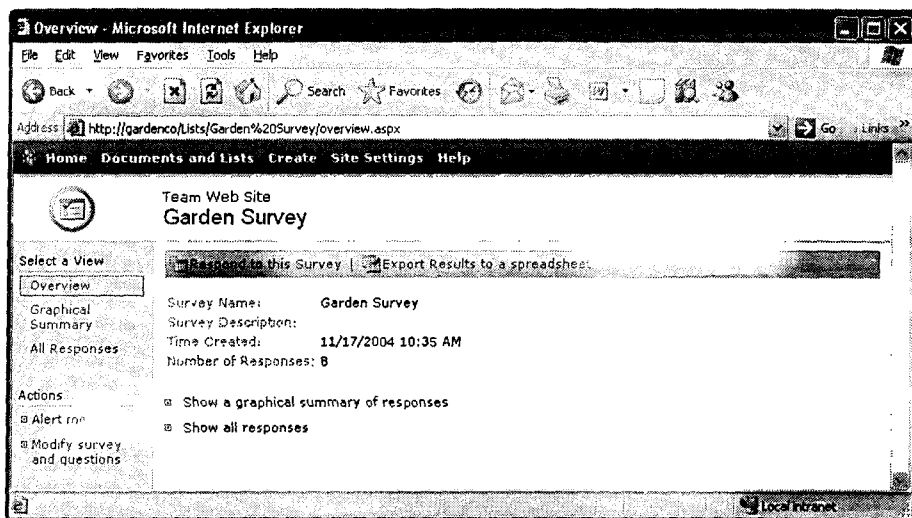 Overview - Microsoft Internet Explorer
File Edit View Favorites Tools Help
Back Search Favorites
Address http://gardenco/Lists/Garden%20Survey/overview.aspx Go Links »
Home Documents and Lists Create Site Settings Help
Team Web Site
Garden Survey
Select a View
Overview
Graphical
Summary
All Responses
Actions
Alert me
Modify survey
and questions
Respond to this Survey | Export Results to a spreadsheet
Survey Name: Garden Survey
Survey Description:
Time Created: 11/17/2004 10:35 AM
Number of Responses: 8
Show a graphical summary of responses
Show all responses
Local intranet